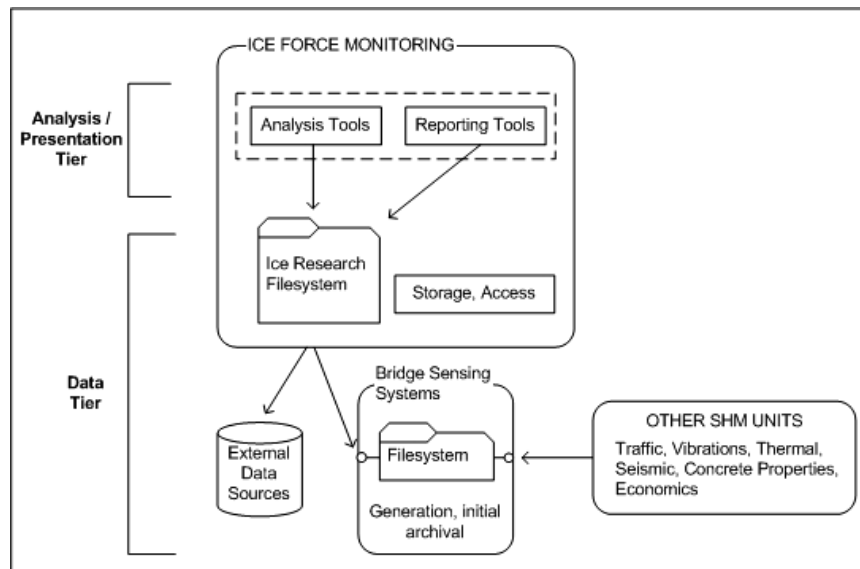 ICE FORCE MONITORING
Analysis /
Presentation
Tier
Analysis Tools
Reporting Tools
Ice Research
Filesystem
Storage, Access
Data
Tier
Bridge Sensing
Systems
External
Data
Sources
Filesystem
Generation, initial
archival
OTHER SHM UNITS
Traffic, Vibrations, Thermal,
Seismic, Concrete Properties,
Economics